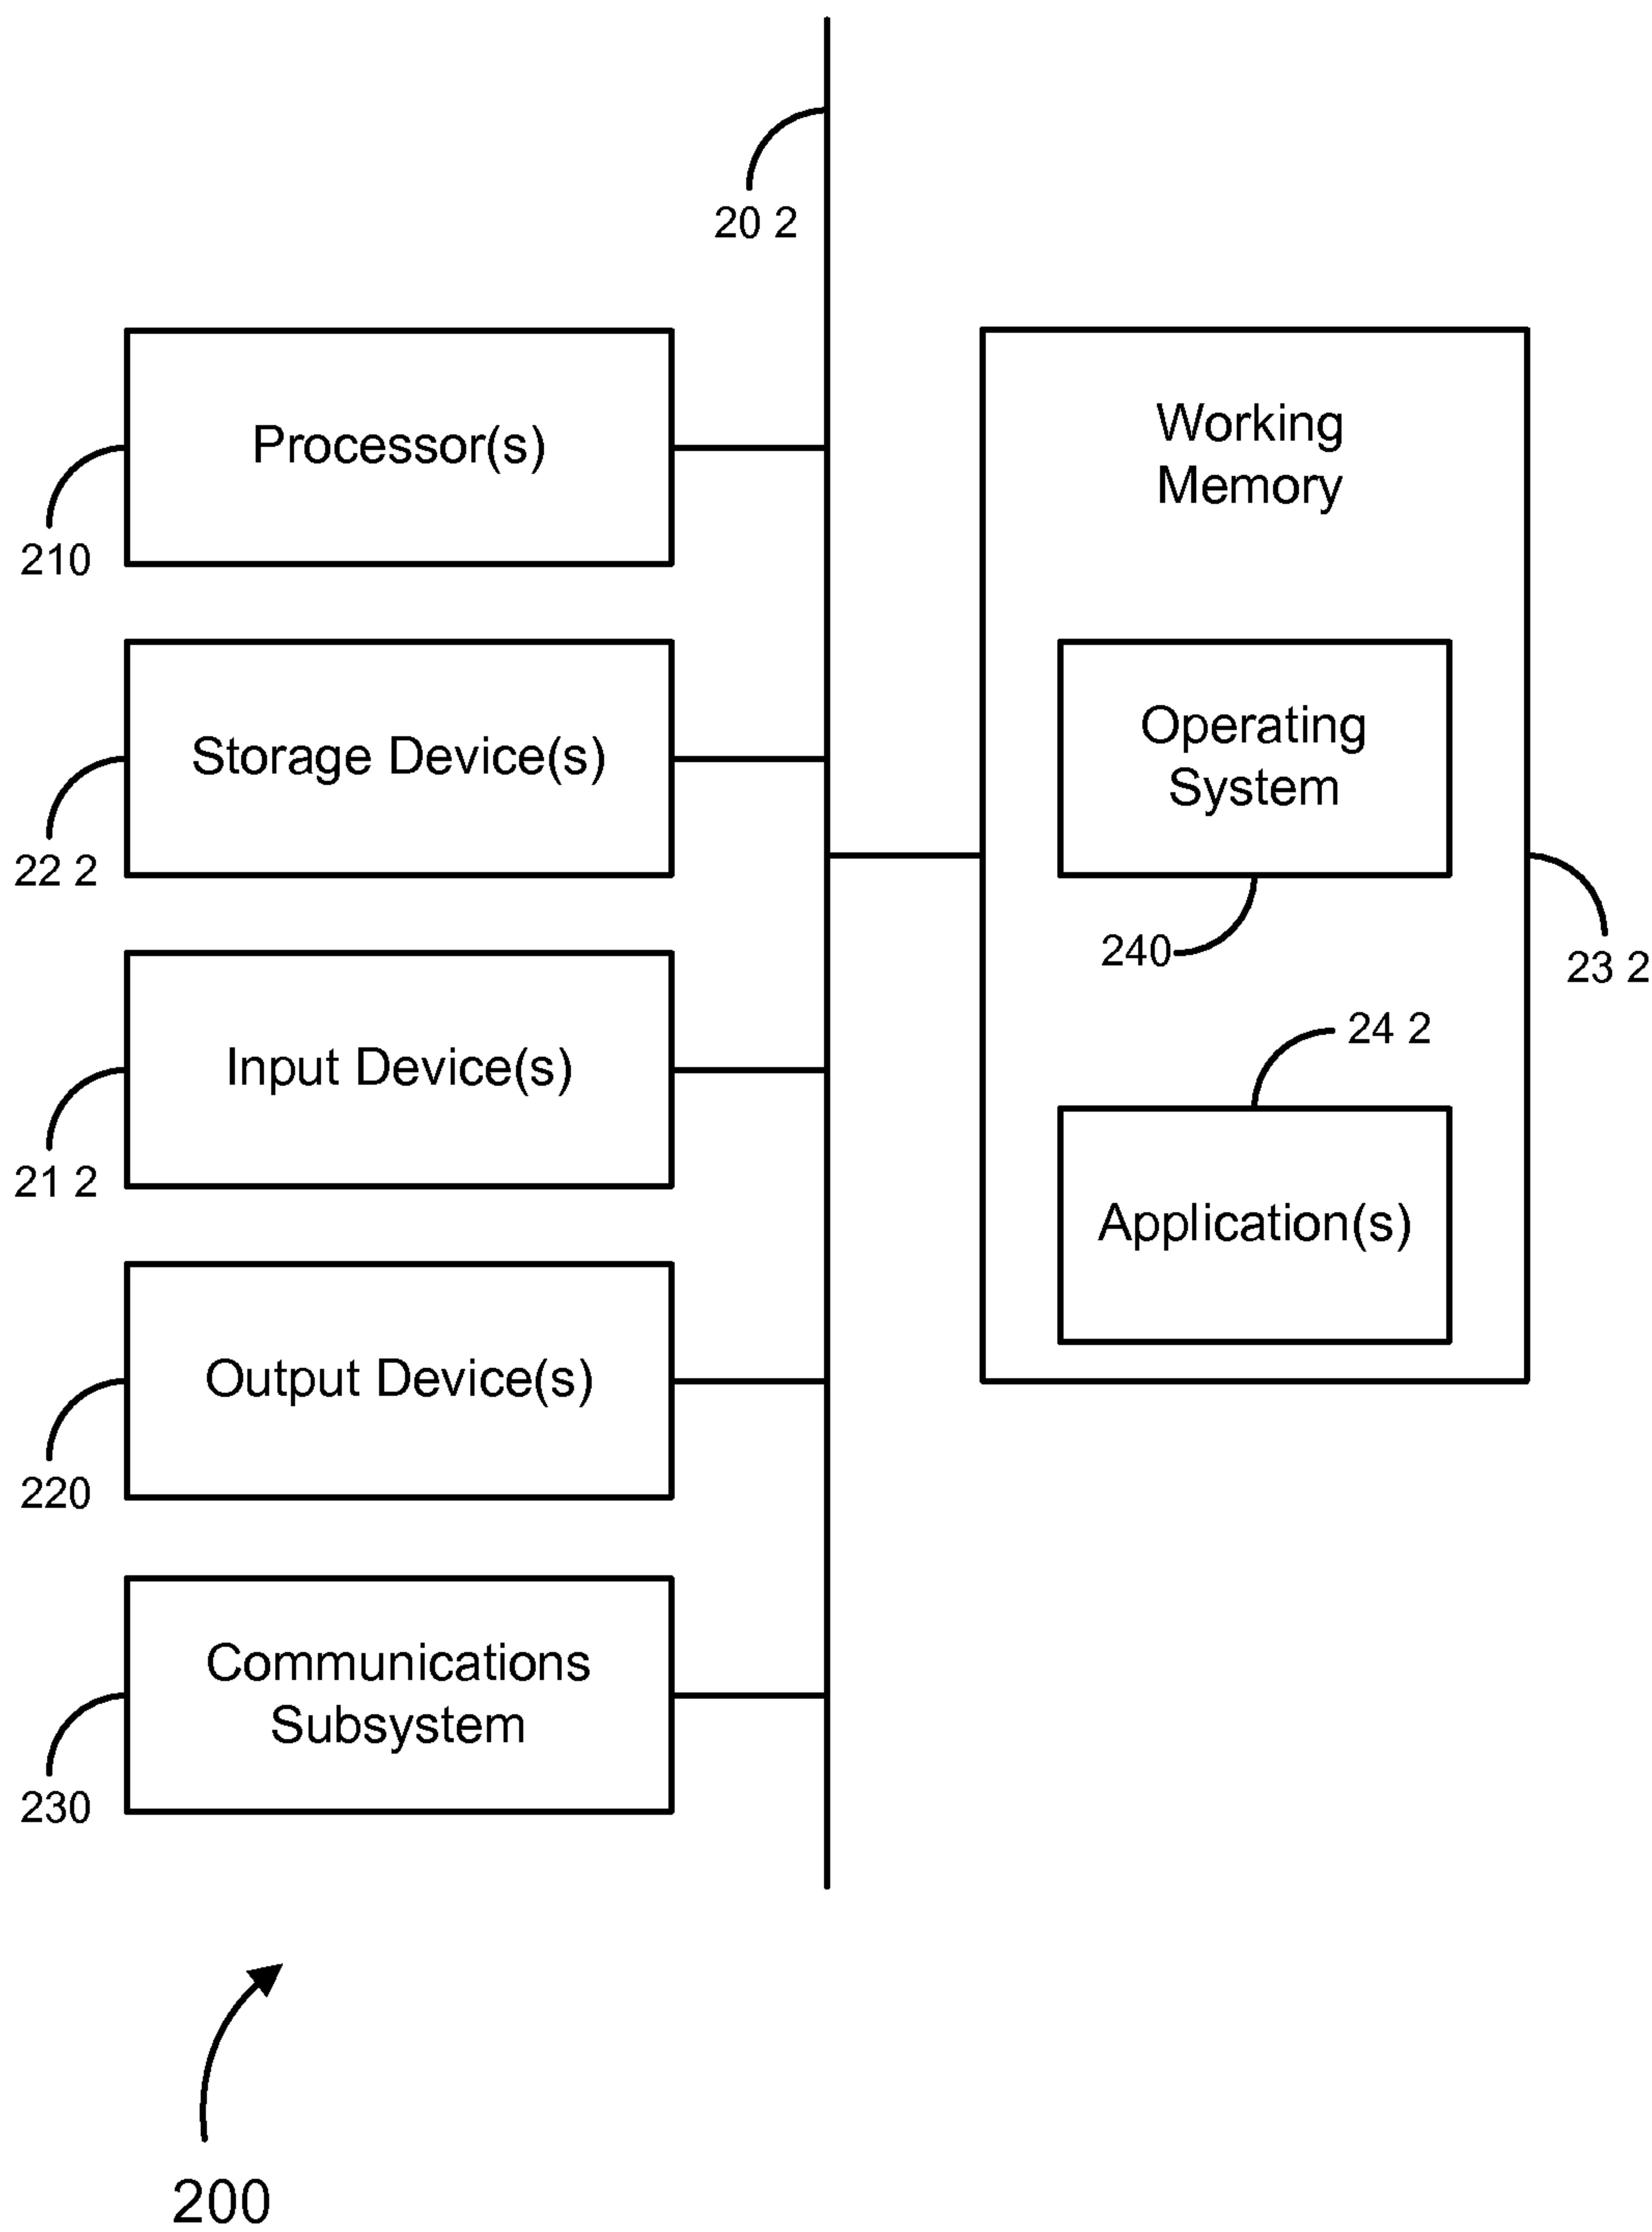 20 2
Processor(s)
210
Storage Device(s)
22 2
Input Device(s)
21 2
Output Device(s)
220
Communications
Subsystem
230
Working
Memory
Operating
System
240
23 2
24 2
Application(s)
200